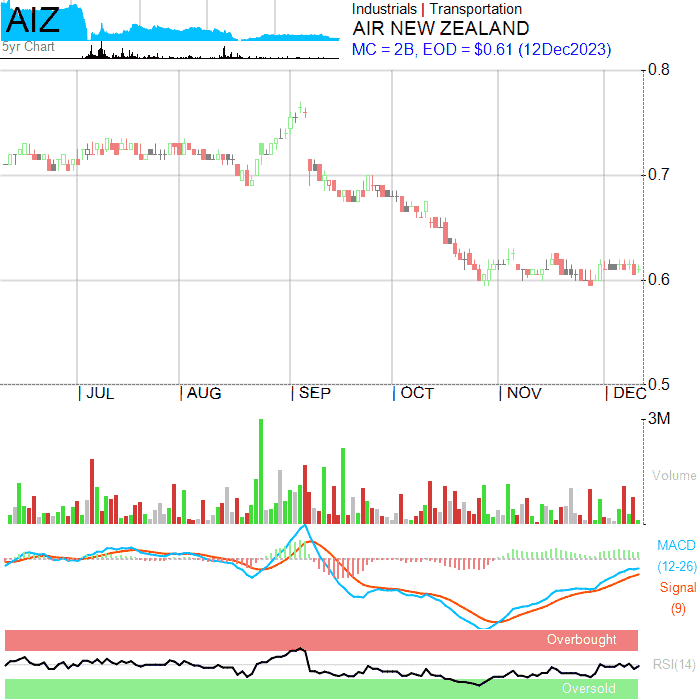 AIZ
5yr Chart
Industrials | Transportation
AIR NEW ZEALAND
MC = 2B, EOD = $0.61 (12Dec2023)
0.8
0.7
0.6
0.5
| JUL | AUG | SEP | OCT | NOV | DEC
3M
Volume
MACD
(12-26)
Signal
(9)
Overbought
RSI(14)
Oversold